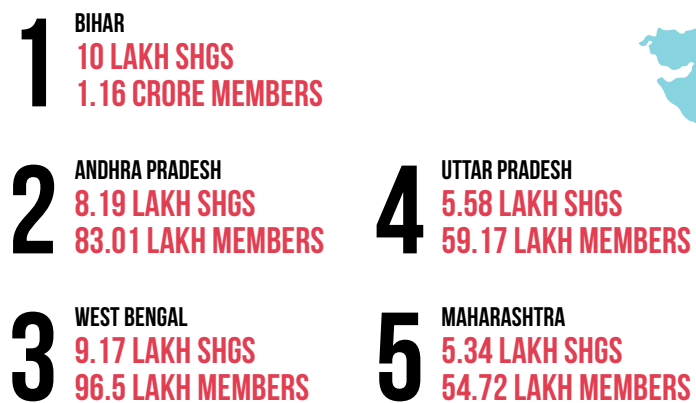 1
BIHAR
10 LAKH SHGS
1.16 CRORE MEMBERS
2
ANDHRA PRADESH
8.19 LAKH SHGS
83.01 LAKH MEMBERS
3
WEST BENGAL
9.17 LAKH SHGS
96.5 LAKH MEMBERS
4
UTTAR PRADESH
5.58 LAKH SHGS
59.17 LAKH MEMBERS
5
MAHARASHTRA
5.34 LAKH SHGS
54.72 LAKH MEMBERS